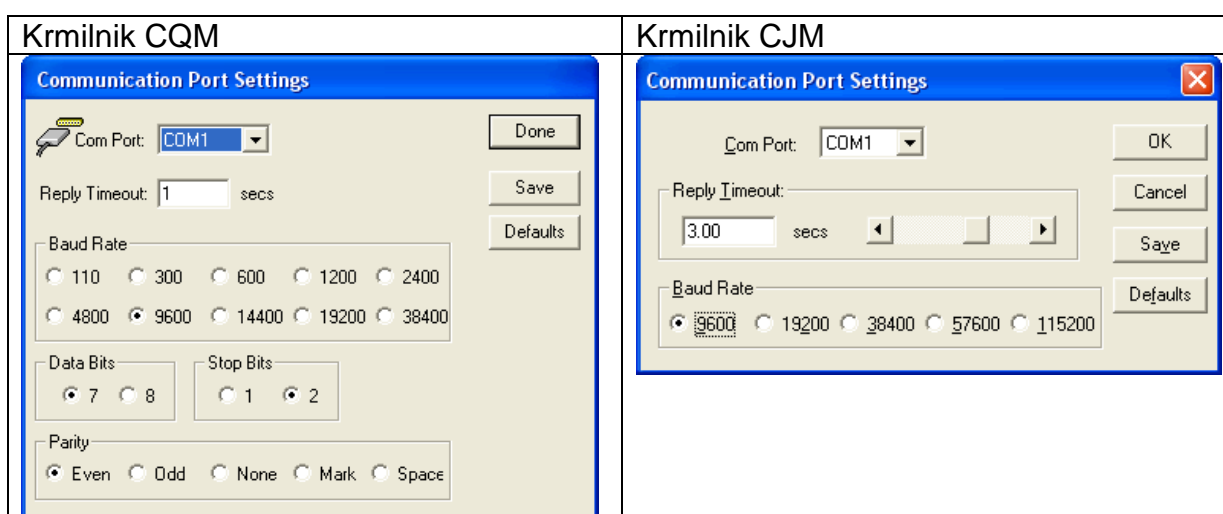 Krmilnik CQM
Communication Port Settings
Com Port: COM1
Done
Reply Timeout: 1 secs
Save
Defaults
Baud Rate
110 300 600 1200 2400
4800 9600 14400 19200 38400
Data Bits
7 8
Stop Bits
1 2
Parity
Even Odd None Mark Space
Krmilnik CJM
Communication Port Settings
Com Port: COM1
OK
Reply Timeout:
Cancel
3.00 secs
Save
Baud Rate
Defaults
9600 19200 38400 57600 115200